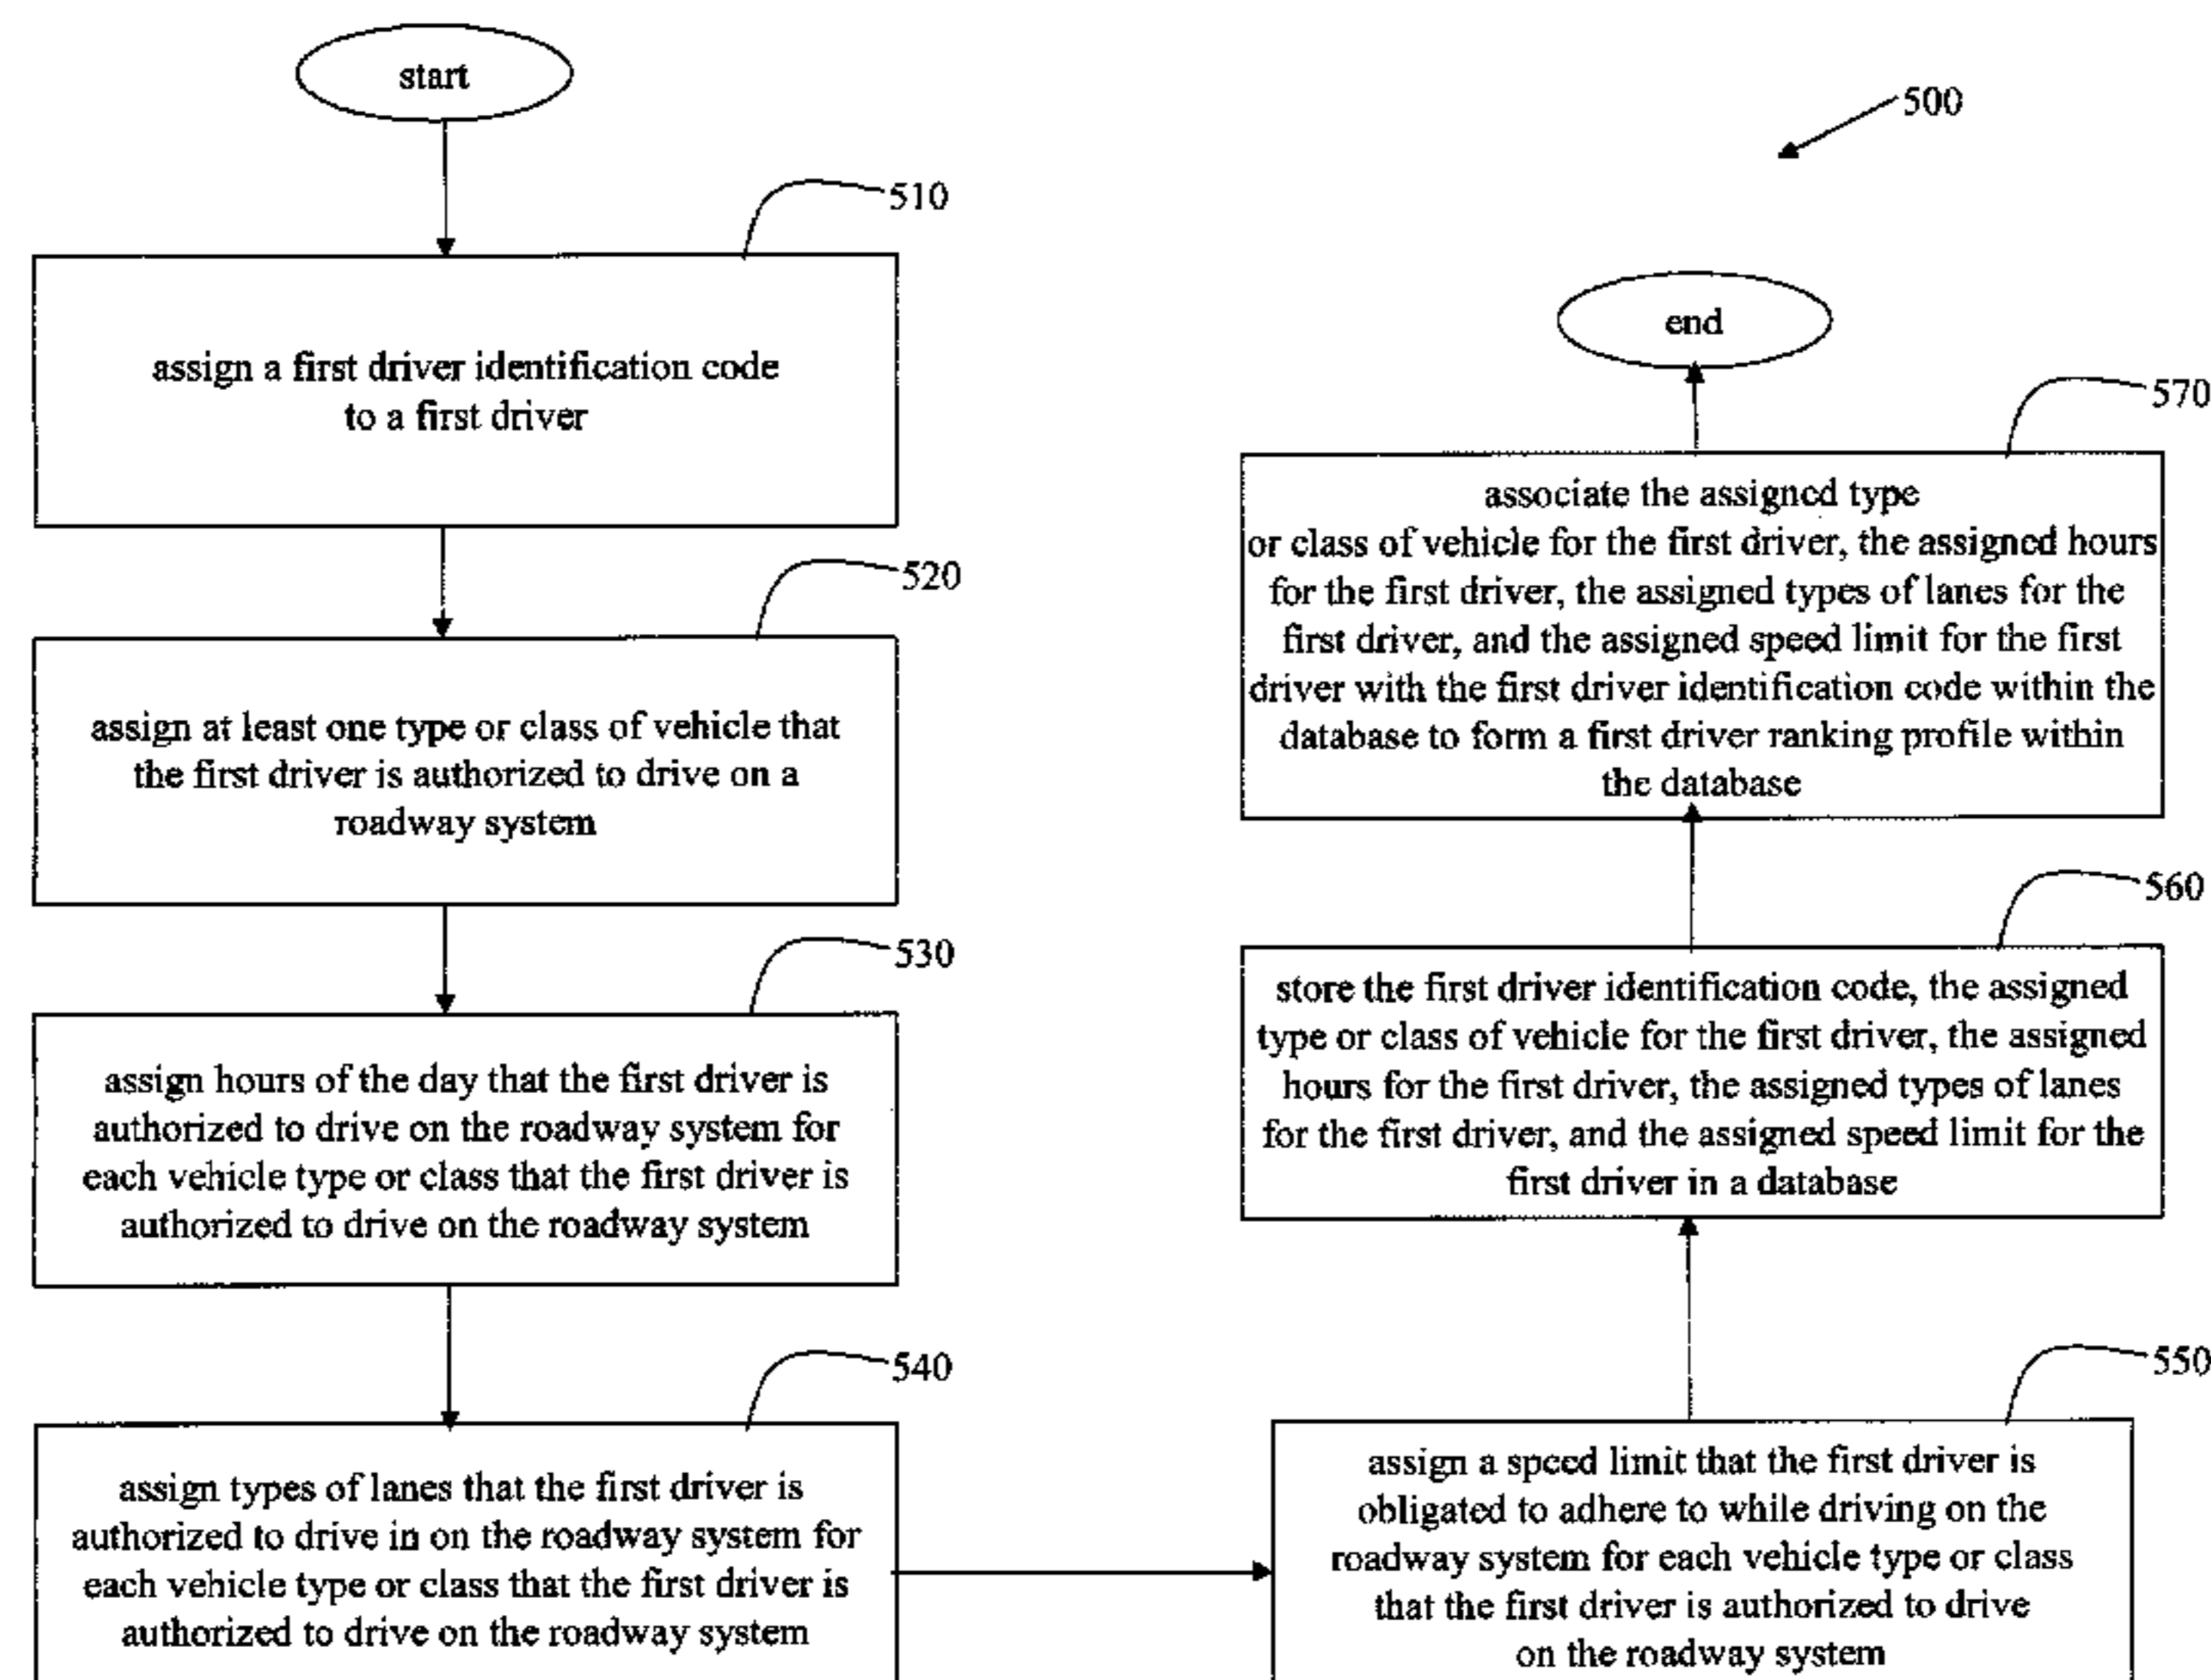 start
500
510
assign a first driver identification code
to a first driver
520
assign at least one type or class of vehicle that
the first driver is authorized to drive on a
roadway system
530
assign hours of the day that the first driver is
authorized to drive on the roadway system for
each vehicle type or class that the first driver is
authorized to drive on the roadway system
540
assign types of lanes that the first driver is
authorized to drive in on the roadway system for
each vehicle type or class that the first driver is
authorized to drive on the roadway system
550
assign a speed limit that the first driver is
obligated to adhere to while driving on the
roadway system for each vehicle type or class
that the first driver is authorized to drive
on the roadway system
560
store the first driver identification code, the assigned
type or class of vehicle for the first driver, the assigned
hours for the first driver, the assigned types of lanes
for the first driver, and the assigned speed limit for the
first driver in a database
570
associate the assigned type
or class of vehicle for the first driver, the assigned hours
for the first driver, the assigned types of lanes for the
first driver, and the assigned speed limit for the first
driver with the first driver identification code within the
database to form a first driver ranking profile within
the database
end